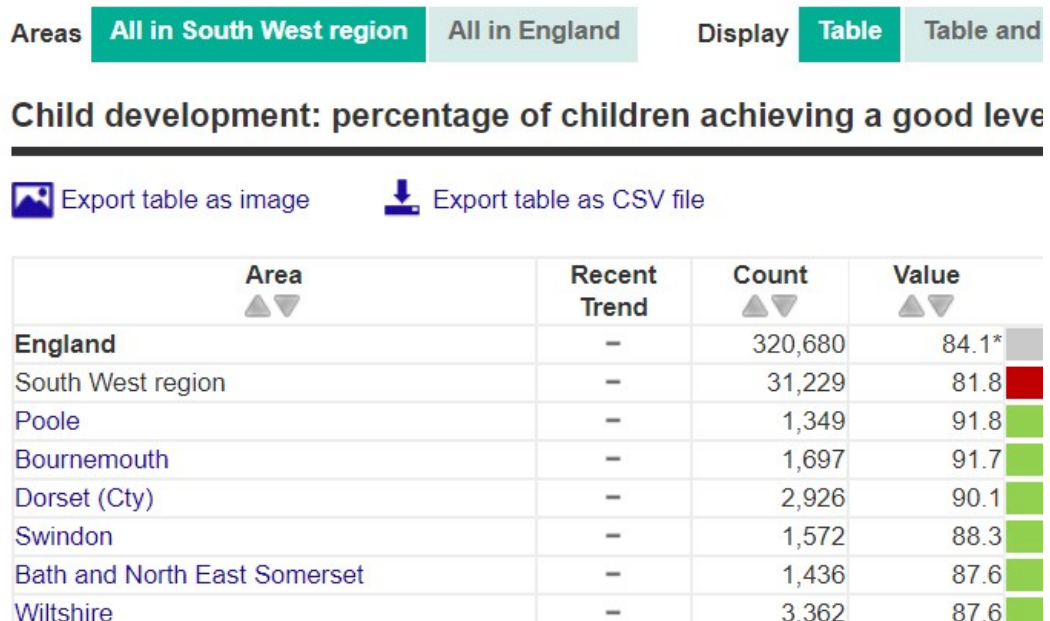 Areas All in South West region All in England Display Table Table and
Child development: percentage of children achieving a good leve
Export table as image Export table as CSV file
Area Recent Trend Count Value
England – 320,680 84.1*
South West region – 31,229 81.8
Poole – 1,349 91.8
Bournemouth – 1,697 91.7
Dorset (Cty) – 2,926 90.1
Swindon – 1,572 88.3
Bath and North East Somerset – 1,436 87.6
Wiltshire – 3,362 87.6